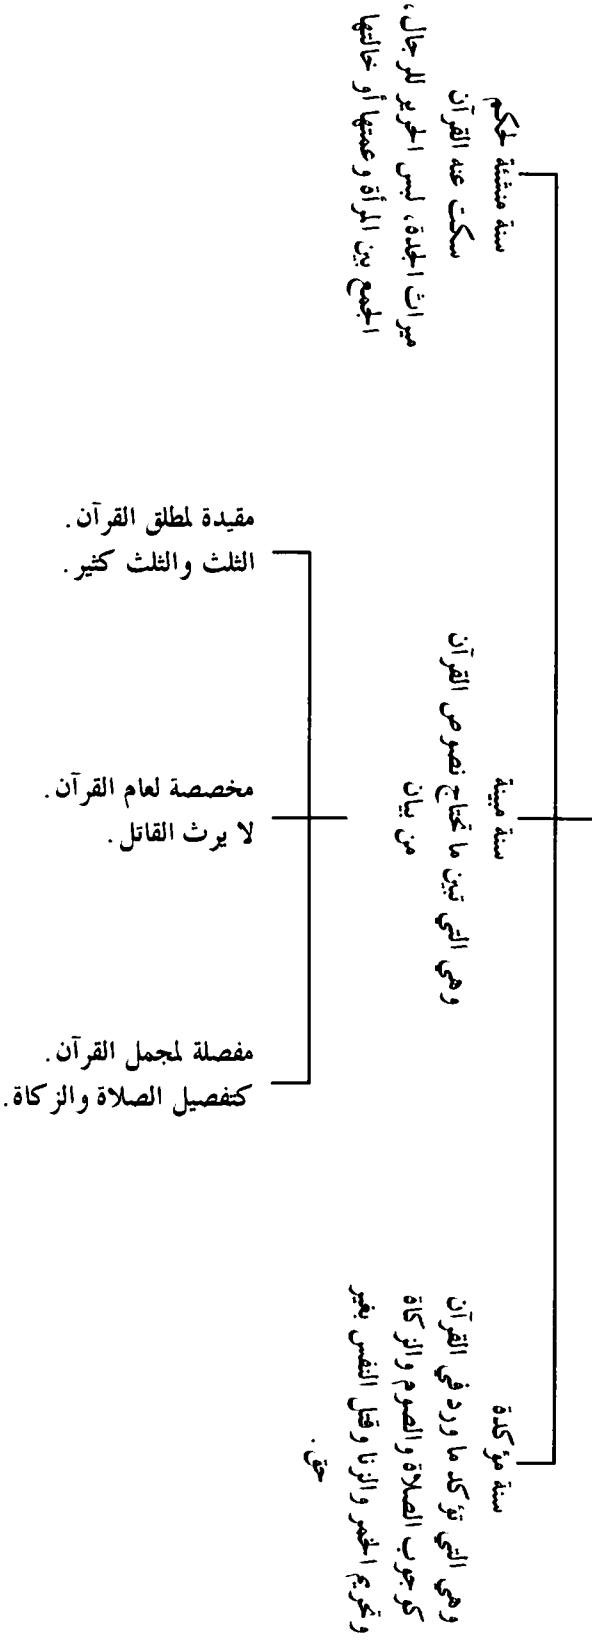 سنة منشئة لحكم
سكت عنه القرآن
ميراث الجدة، لبس الحرير للرجال،
الجمع بين المرأة وعمتها أو خالتها
سنة مبينة
وهي التي تبين ما تحتاج نصوص القرآن
من بيان
مقيدة لمطلق القرآن.
الثلث والثلث كثير.
مخصصة لعام القرآن.
لا يرث القاتل.
مفصلة لمجمل القرآن.
كتفصيل الصلاة والزكاة.
سنة مؤكدة
وهي التي تؤكد ما ورد في القرآن
كوجوب الصلاة والصوم والزكاة
وتحريم الخمر والزنا وقتل النفس بغير
حق.